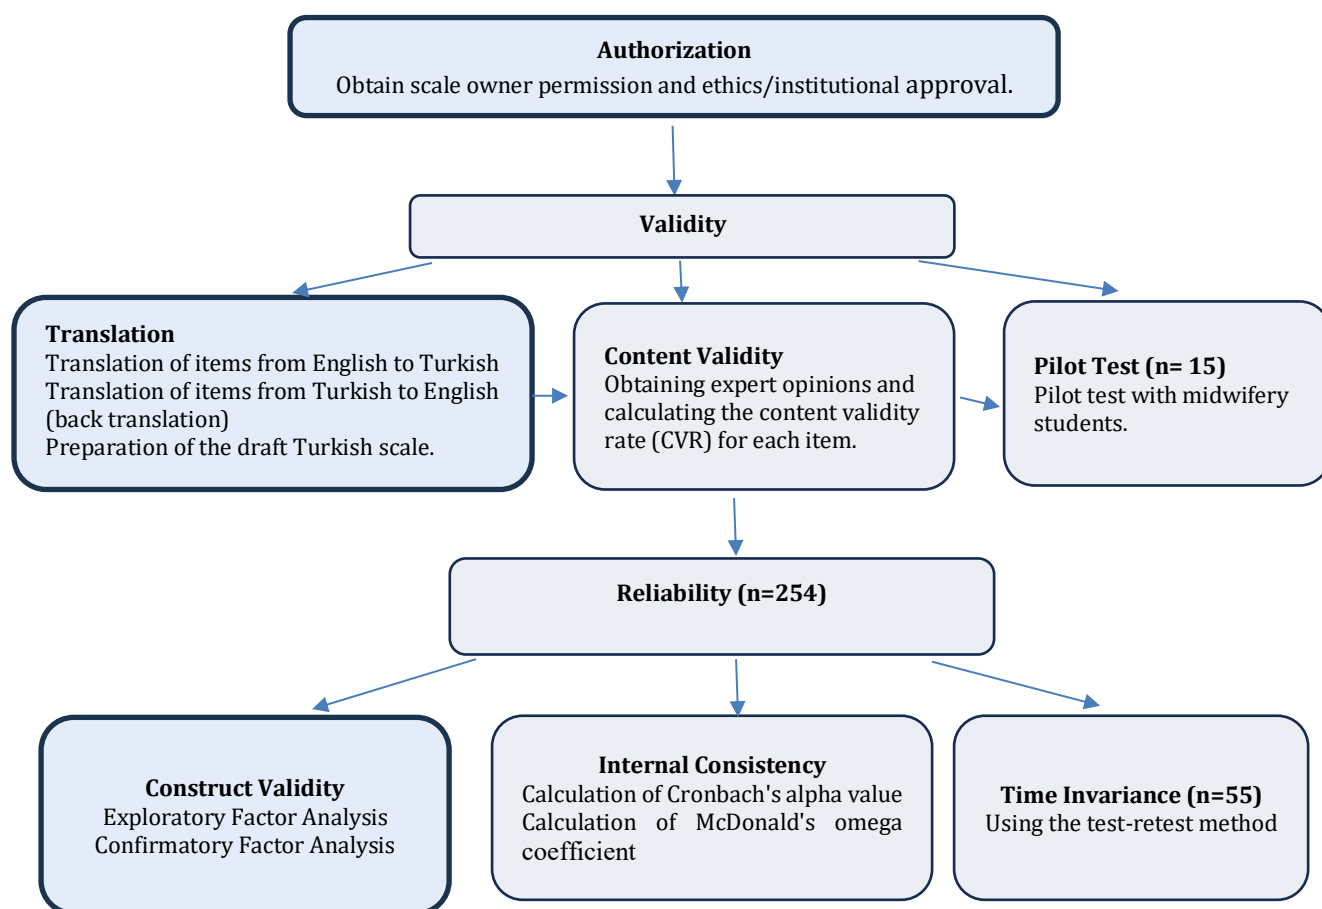 Authorization
Obtain scale owner permission and ethics/institutional approval.
Validity
Translation
Translation of items from English to Turkish
Translation of items from Turkish to English
(back translation)
Preparation of the draft Turkish scale.
Content Validity
Obtaining expert opinions and
calculating the content validity
rate (CVR) for each item.
Pilot Test (n= 15)
Pilot test with midwifery
students.
Reliability (n=254)
Construct Validity
Exploratory Factor Analysis
Confirmatory Factor Analysis
Internal Consistency
Calculation of Cronbach's alpha value
Calculation of McDonald's omega
coefficient
Time Invariance (n=55)
Using the test-retest method